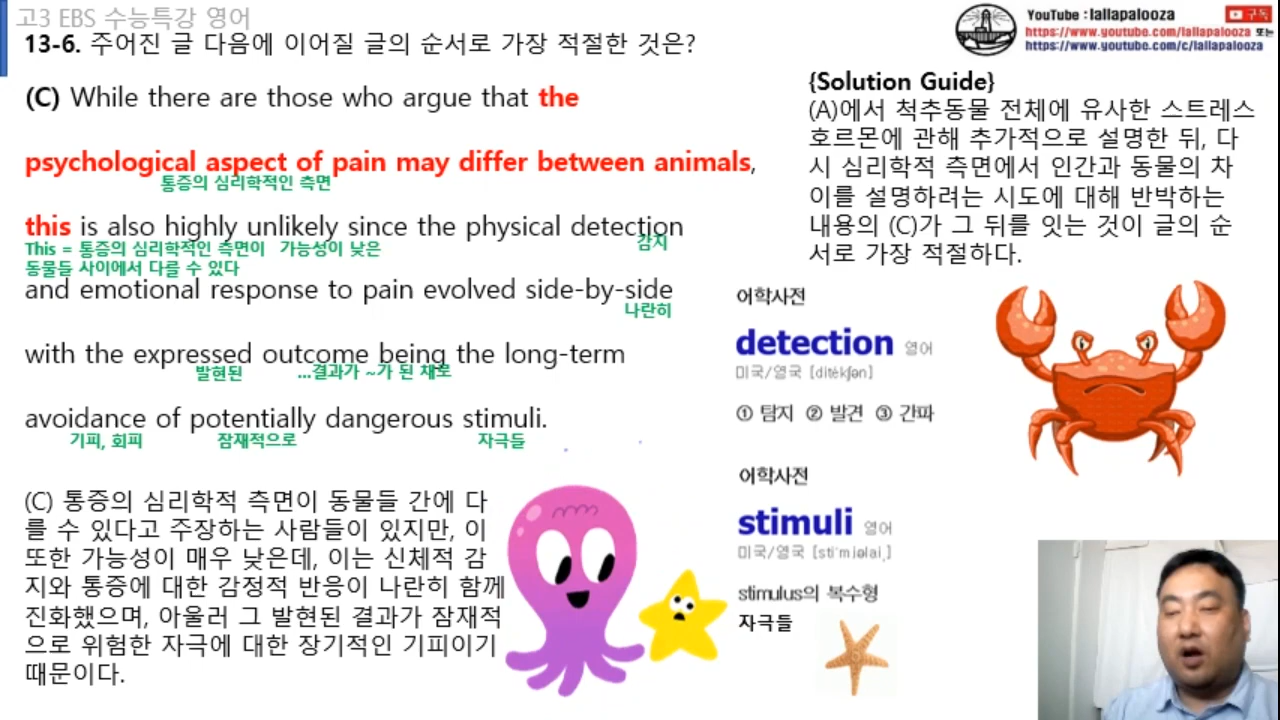 고3 EBS 수능특강 영어
13-6. 주어진 글 다음에 이어질 글의 순서로 가장 적절한 것은?
(C) While there are those who argue that the
psychological aspect of pain may differ between animals,
통증의 심리학적인 측면
this is also highly unlikely since the physical detection
This = 통증의 심리학적인 측면이 가능성이 낮은
감지
동물들 사이에서 다를 수 있다
and emotional response to pain evolved side-by-side
나란히
with the expressed outcome being the long-term
발현된 ...결과가 ~가 된 채로
avoidance of potentially dangerous stimuli.
기피, 회피 잠재적으로 자극들
(C) 통증의 심리학적 측면이 동물들 간에 다
를 수 있다고 주장하는 사람들이 있지만, 이
또한 가능성이 매우 낮은데, 이는 신체적 감
지와 통증에 대한 감정적 반응이 나란히 함께
진화했으며, 아울러 그 발현된 결과가 잠재적
으로 위험한 자극에 대한 장기적인 기피이기
때문이다.
YouTube : lallapalooza
구독
https://www.youtube.com/lallapalooza 또는
https://www.youtube.com/c/lallapalooza
{Solution Guide}
(A)에서 척추동물 전체에 유사한 스트레스
호르몬에 관해 추가적으로 설명한 뒤, 다
시 심리학적 측면에서 인간과 동물의 차
이를 설명하려는 시도에 대해 반박하는
내용의 (C)가 그 뒤를 잇는 것이 글의 순
서로 가장 적절하다.
어학사전
detection 영어
미국/영국 [ditékʃən]
① 탐지 ② 발견 ③ 간파
어학사전
stimuli 영어
미국/영국 [stí'mjəlai,]
stimulus의 복수형
자극들